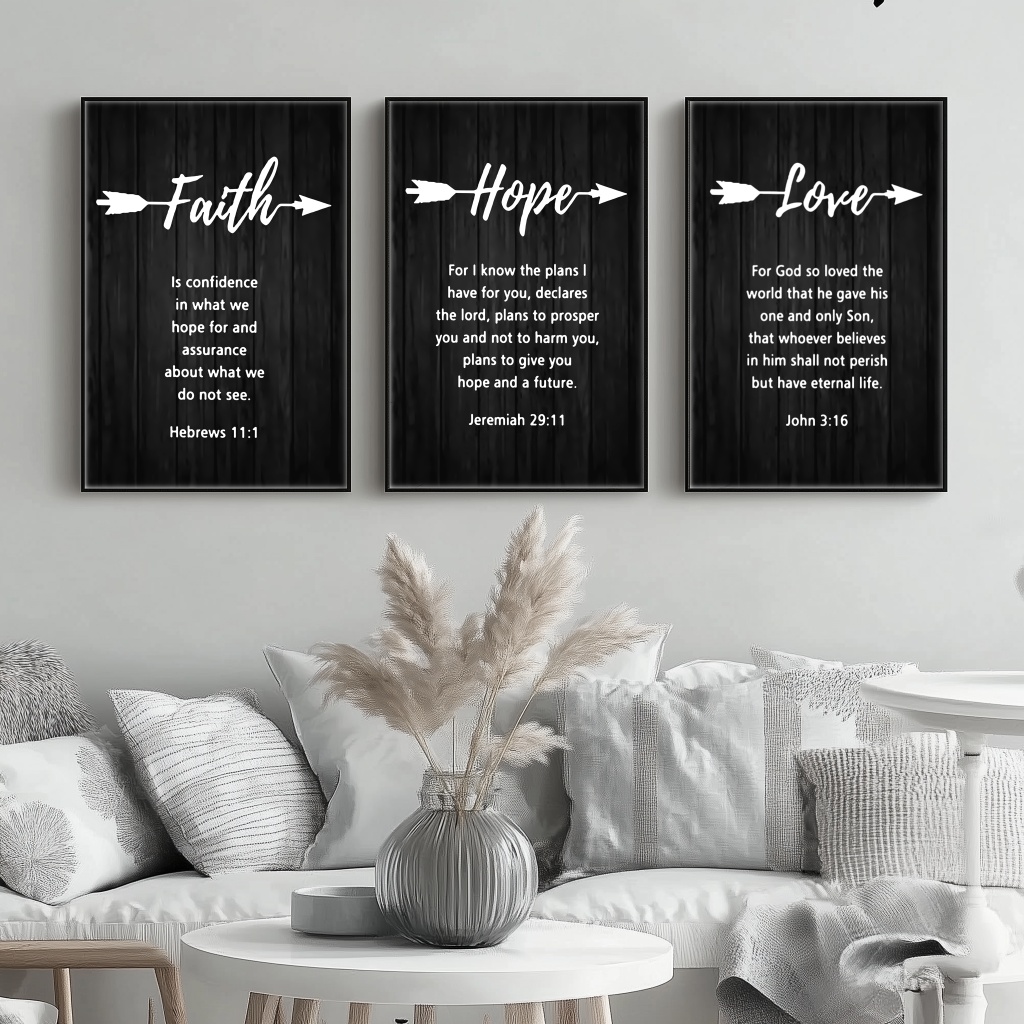 Faith
Is confidence
in what we
hope for and
assurance
about what we
do not see.
Hebrews 11:1
Hope
For I know the plans I
have for you, declares
the lord, plans to prosper
you and not to harm you,
plans to give you
hope and a future.
Jeremiah 29:11
Love
For God so loved the
world that he gave his
one and only Son,
that whoever believes
in him shall not perish
but have eternal life.
John 3:16